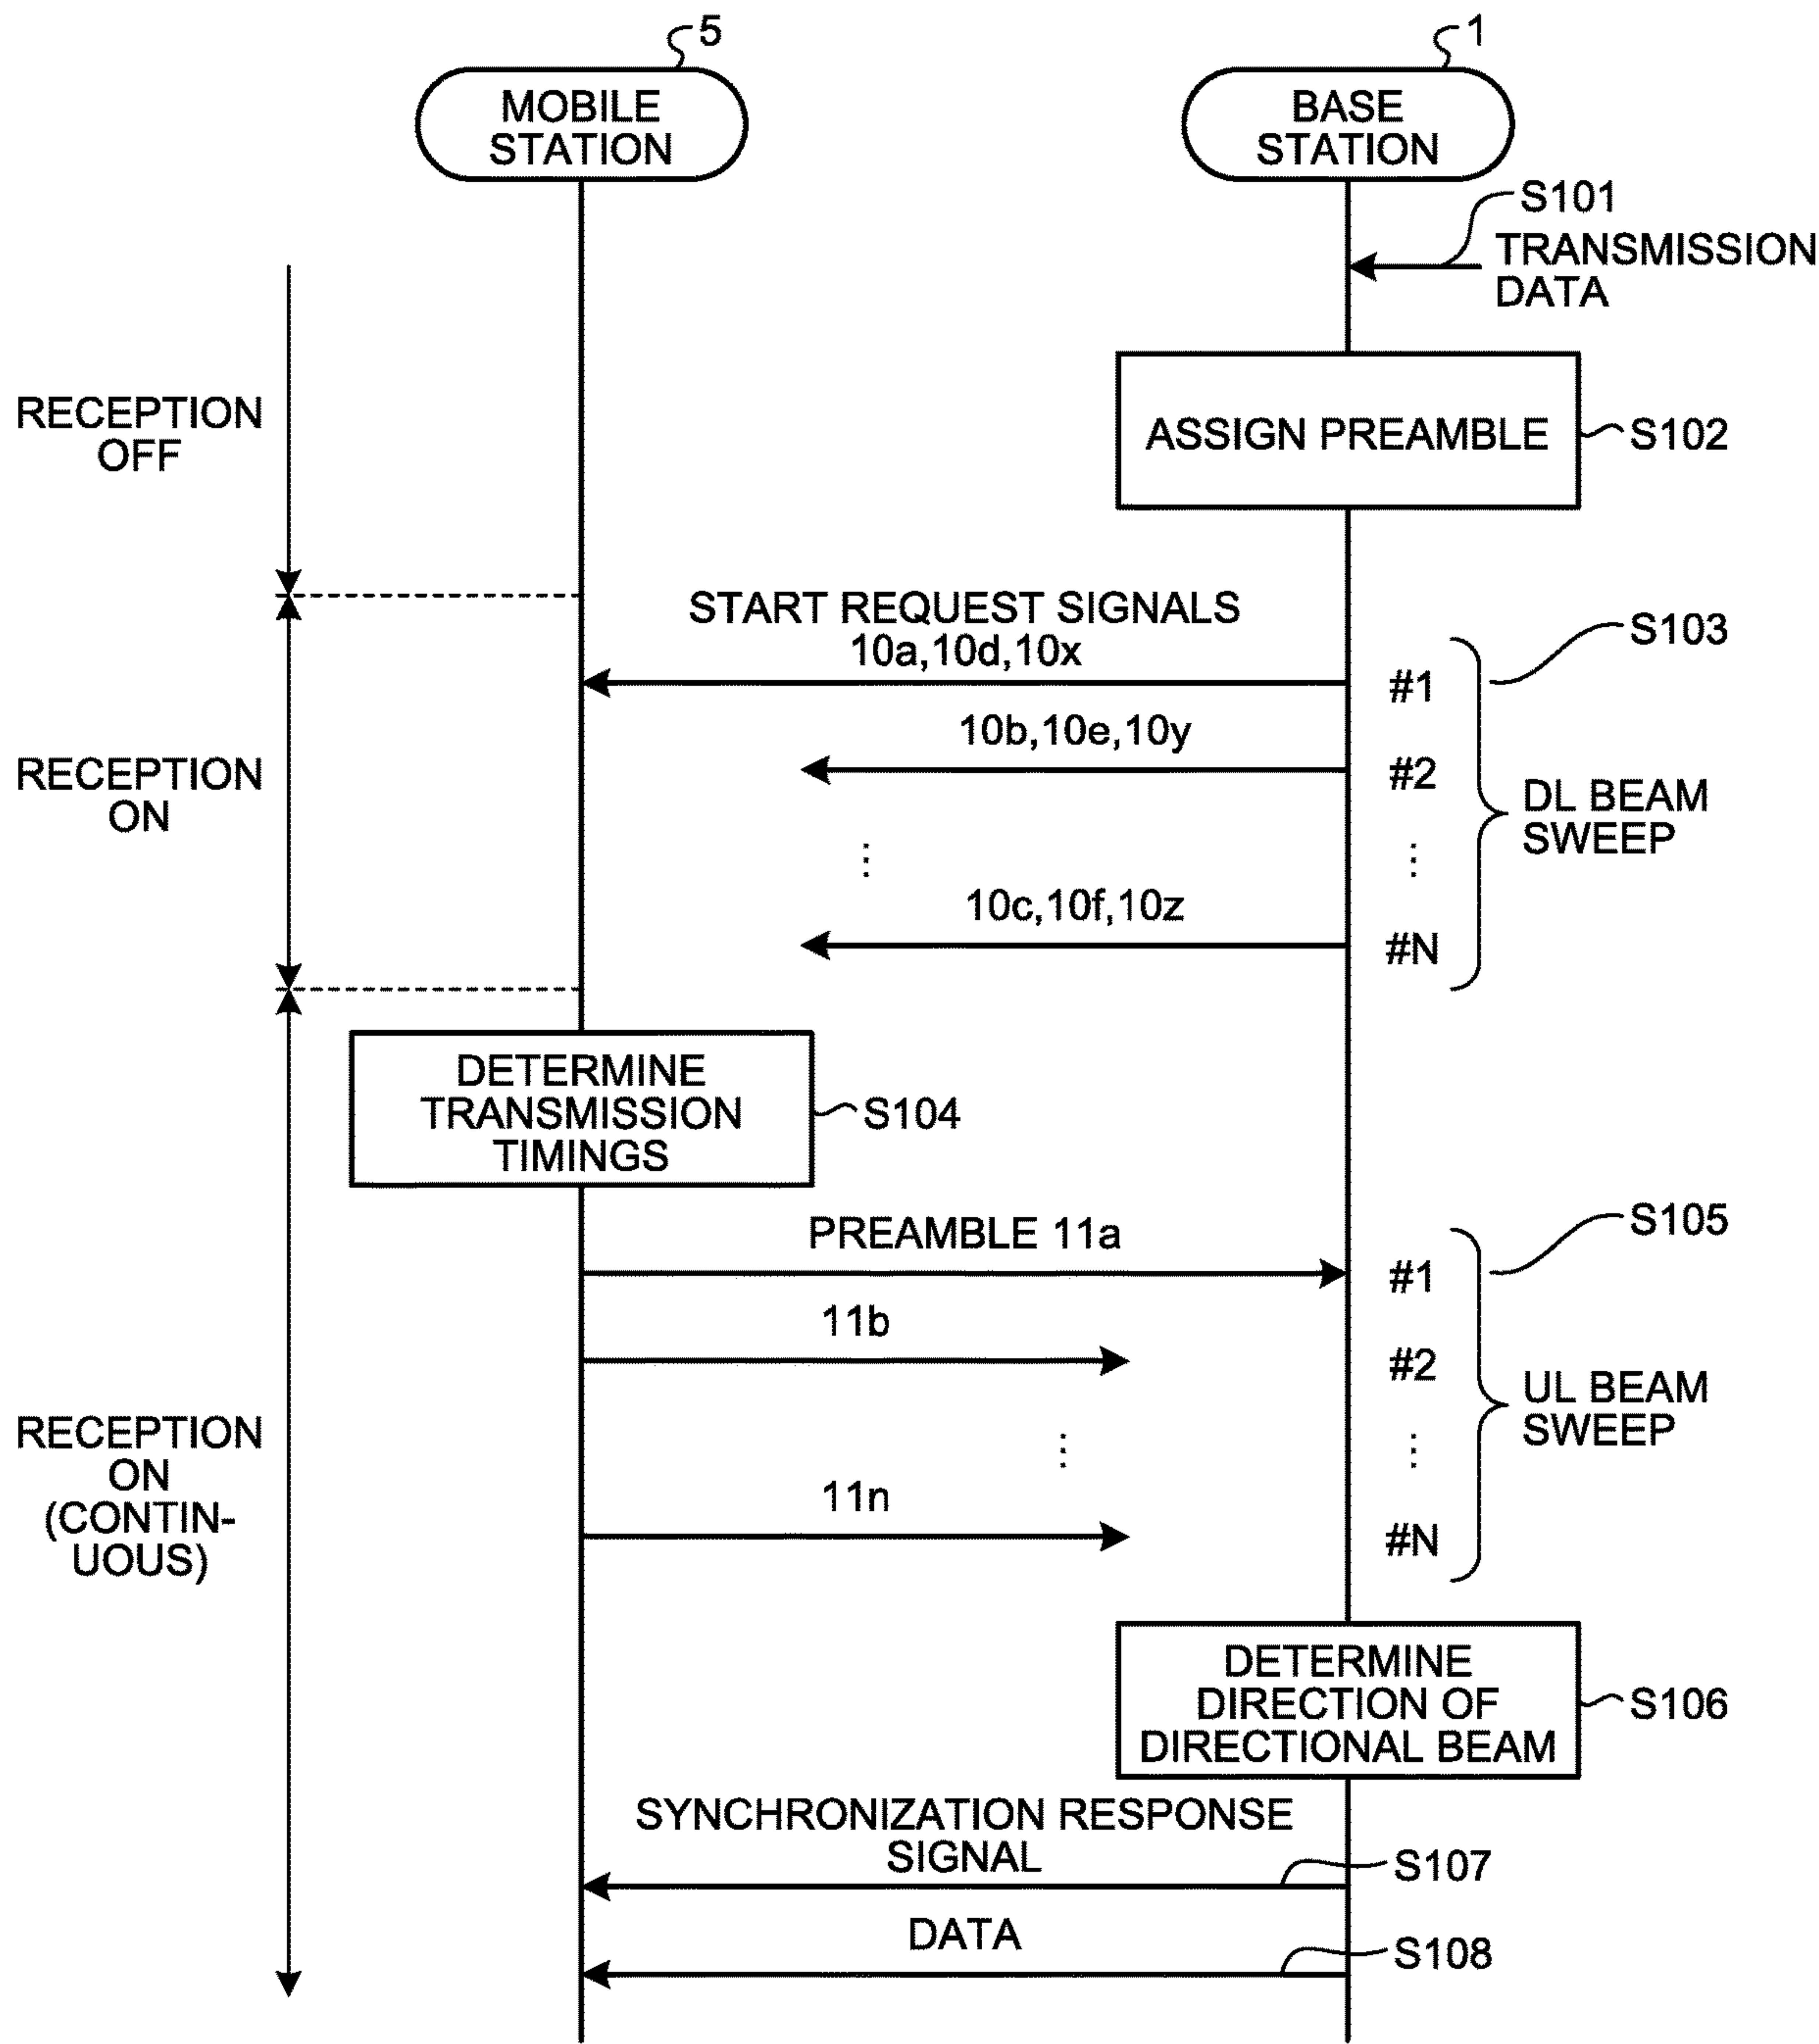 5
1
MOBILE
STATION
BASE
STATION
S101
TRANSMISSION
DATA
RECEPTION
OFF
ASSIGN PREAMBLE
S102
START REQUEST SIGNALS
10a,10d,10x
S103
#1
10b,10e,10y
#2
RECEPTION
ON
DL BEAM
SWEEP
⋮
⋮
10c,10f,10z
#N
DETERMINE
TRANSMISSION
TIMINGS
S104
PREAMBLE 11a
S105
#1
11b
#2
UL BEAM
SWEEP
RECEPTION
ON
(CONTIN-
UOUS)
⋮
⋮
11n
#N
DETERMINE
DIRECTION OF
DIRECTIONAL BEAM
S106
SYNCHRONIZATION RESPONSE
SIGNAL
S107
DATA
S108